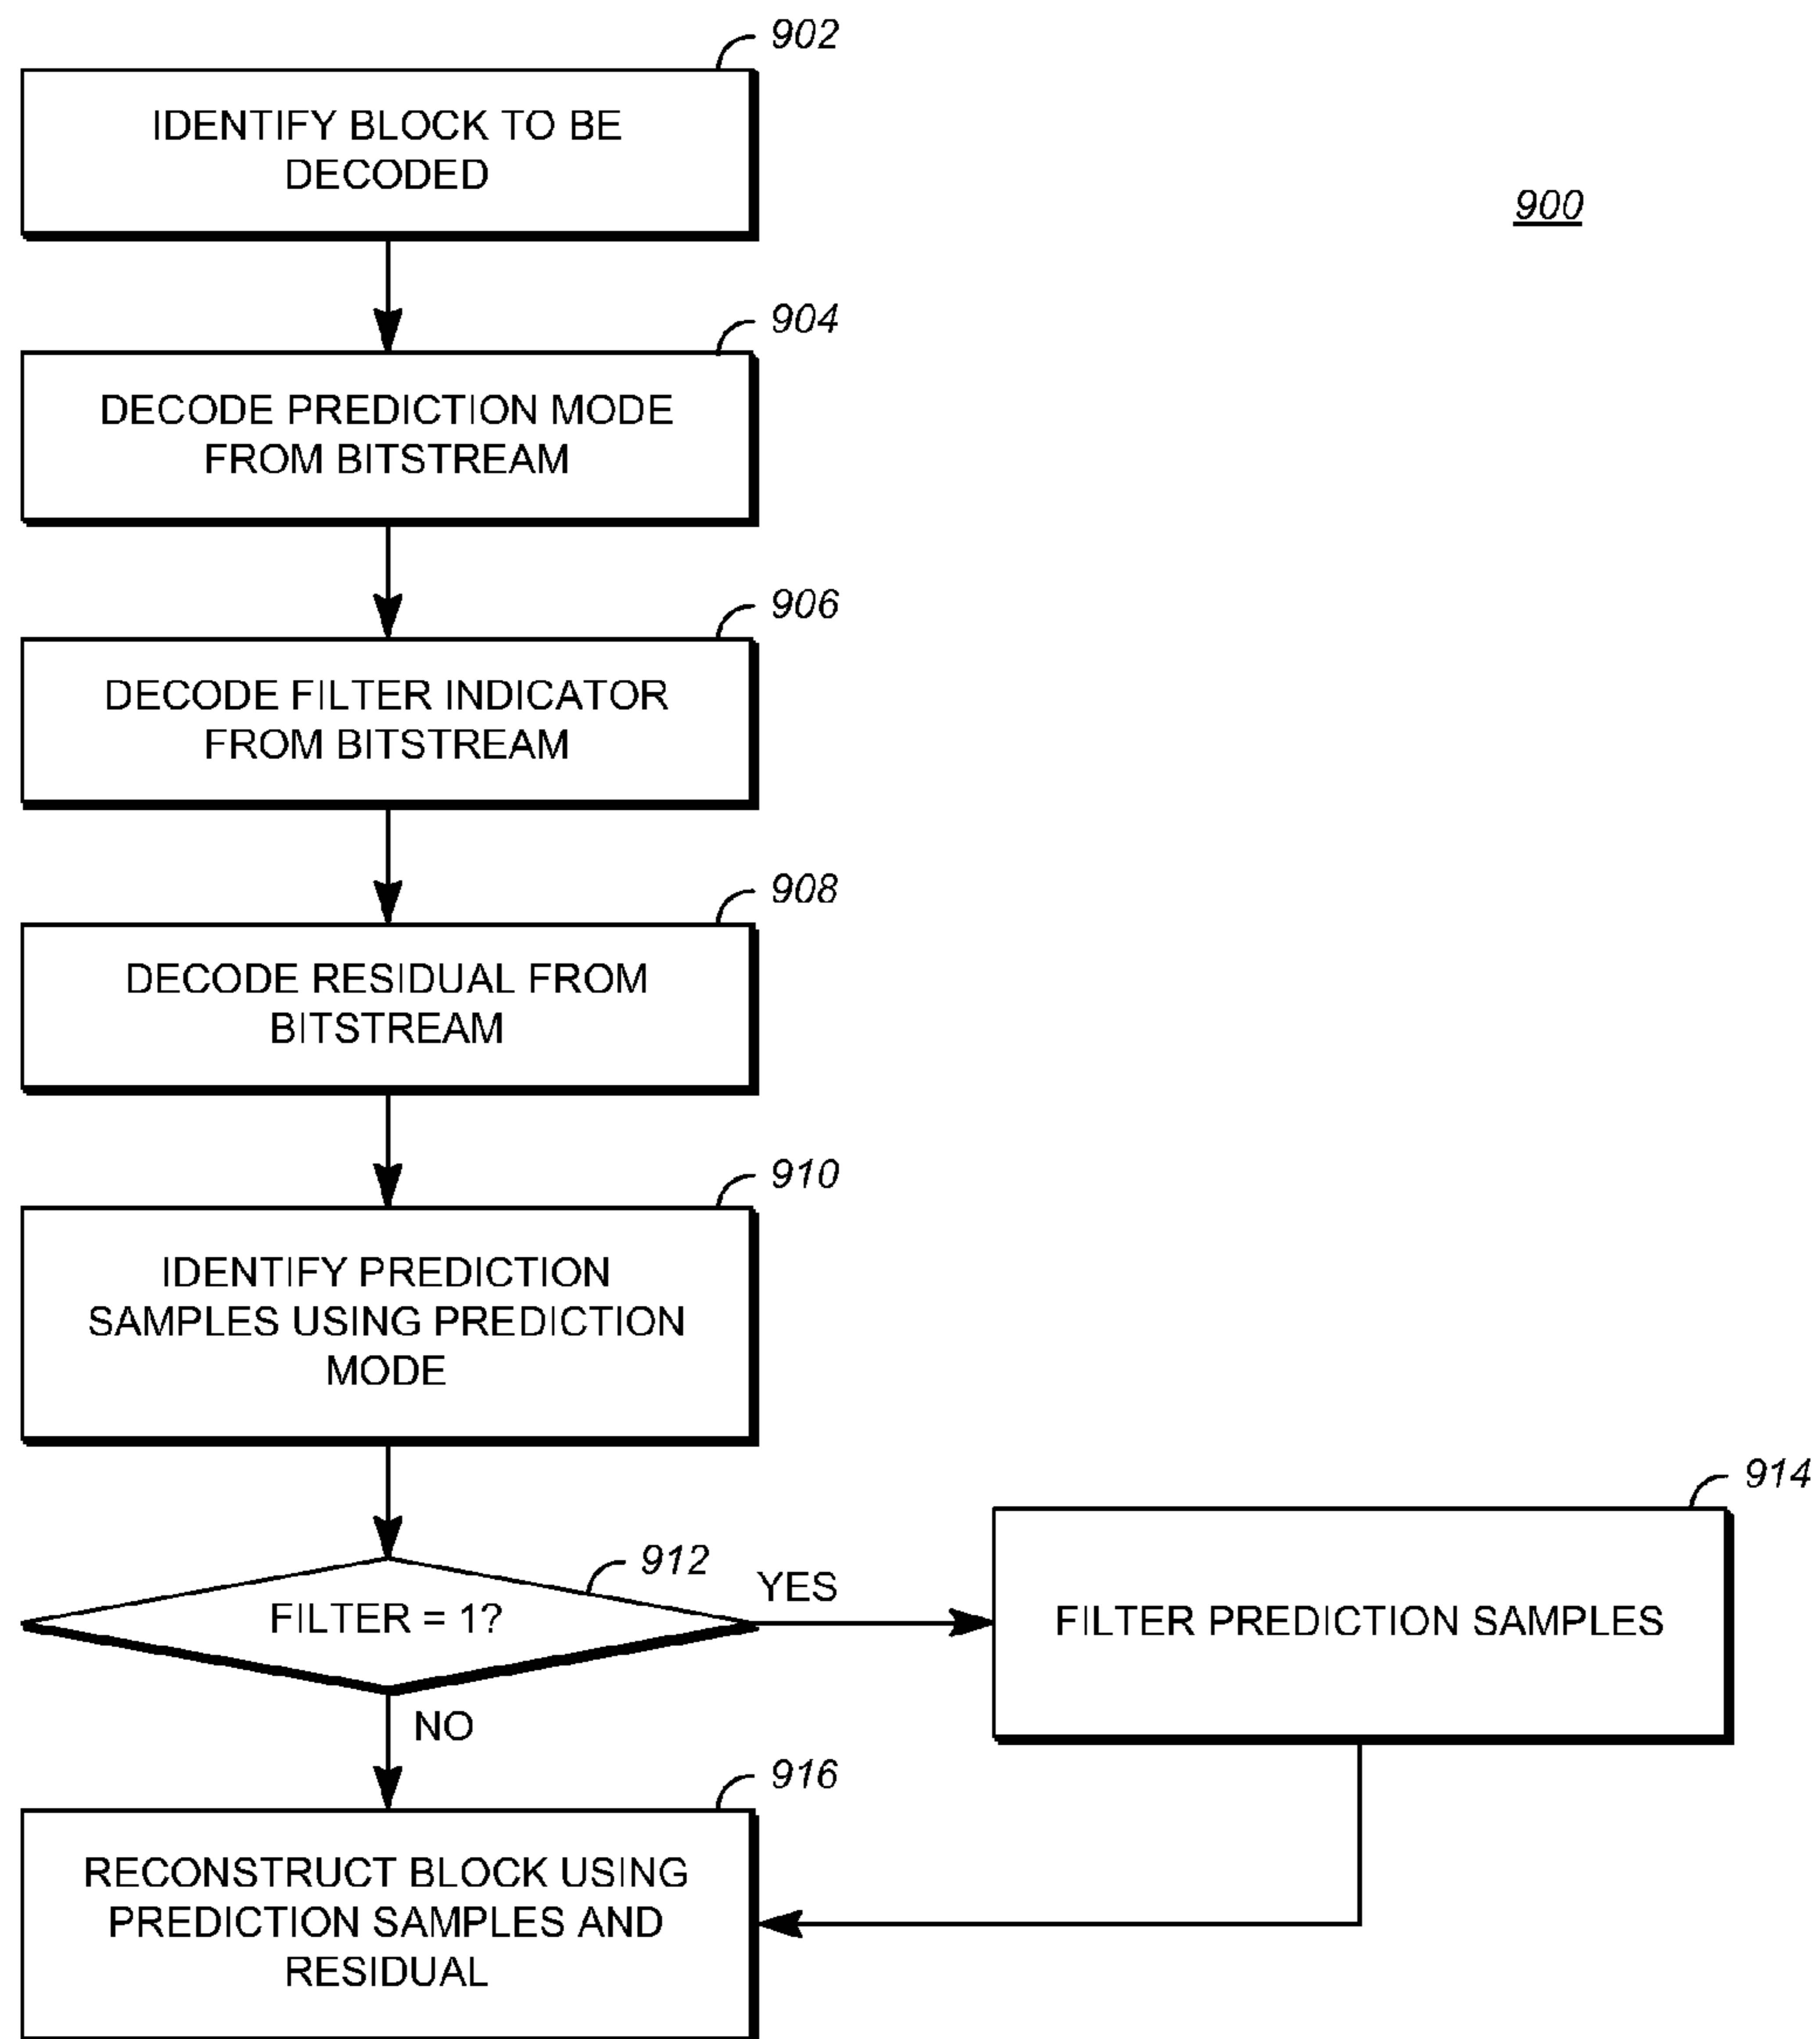 902
IDENTIFY BLOCK TO BE
DECODED
900
904
DECODE PREDICTION MODE
FROM BITSTREAM
906
DECODE FILTER INDICATOR
FROM BITSTREAM
908
DECODE RESIDUAL FROM
BITSTREAM
910
IDENTIFY PREDICTION
SAMPLES USING PREDICTION
MODE
912
FILTER = 1?
YES
914
FILTER PREDICTION SAMPLES
NO
916
RECONSTRUCT BLOCK USING
PREDICTION SAMPLES AND
RESIDUAL